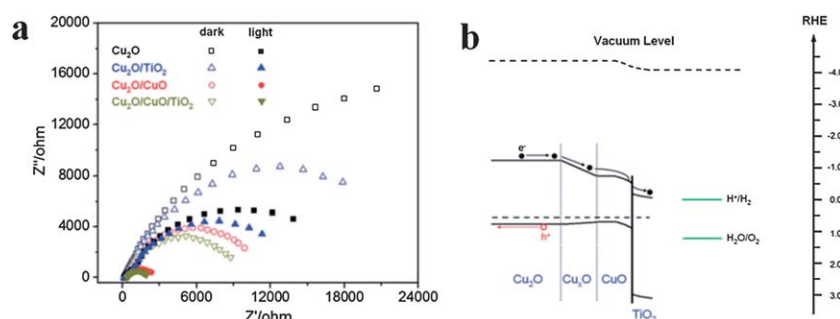 a
20000
16000
12000
8000
4000
0
Z''/ohm
dark light
Cu₂O
Cu₂O/TiO₂
Cu₂O/CuO
Cu₂O/CuO/TiO₂
0 6000 12000 18000 24000
Z'/ohm
b
RHE
Vacuum Level
-4.0
-3.0
-2.0
-1.0
0.0
1.0
2.0
3.0
e⁻
H⁺/H₂
H₂O/O₂
h⁺
Cu₂O CuₓO CuO
TiO₂